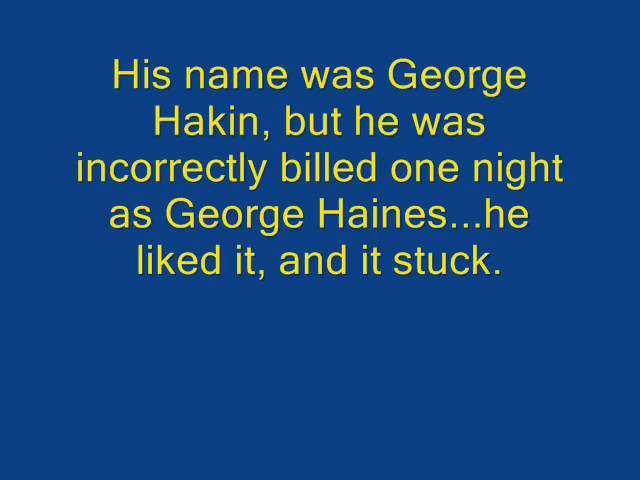 His name was George
Hakin, but he was
incorrectly billed one night
as George Haines...he
liked it, and it stuck.